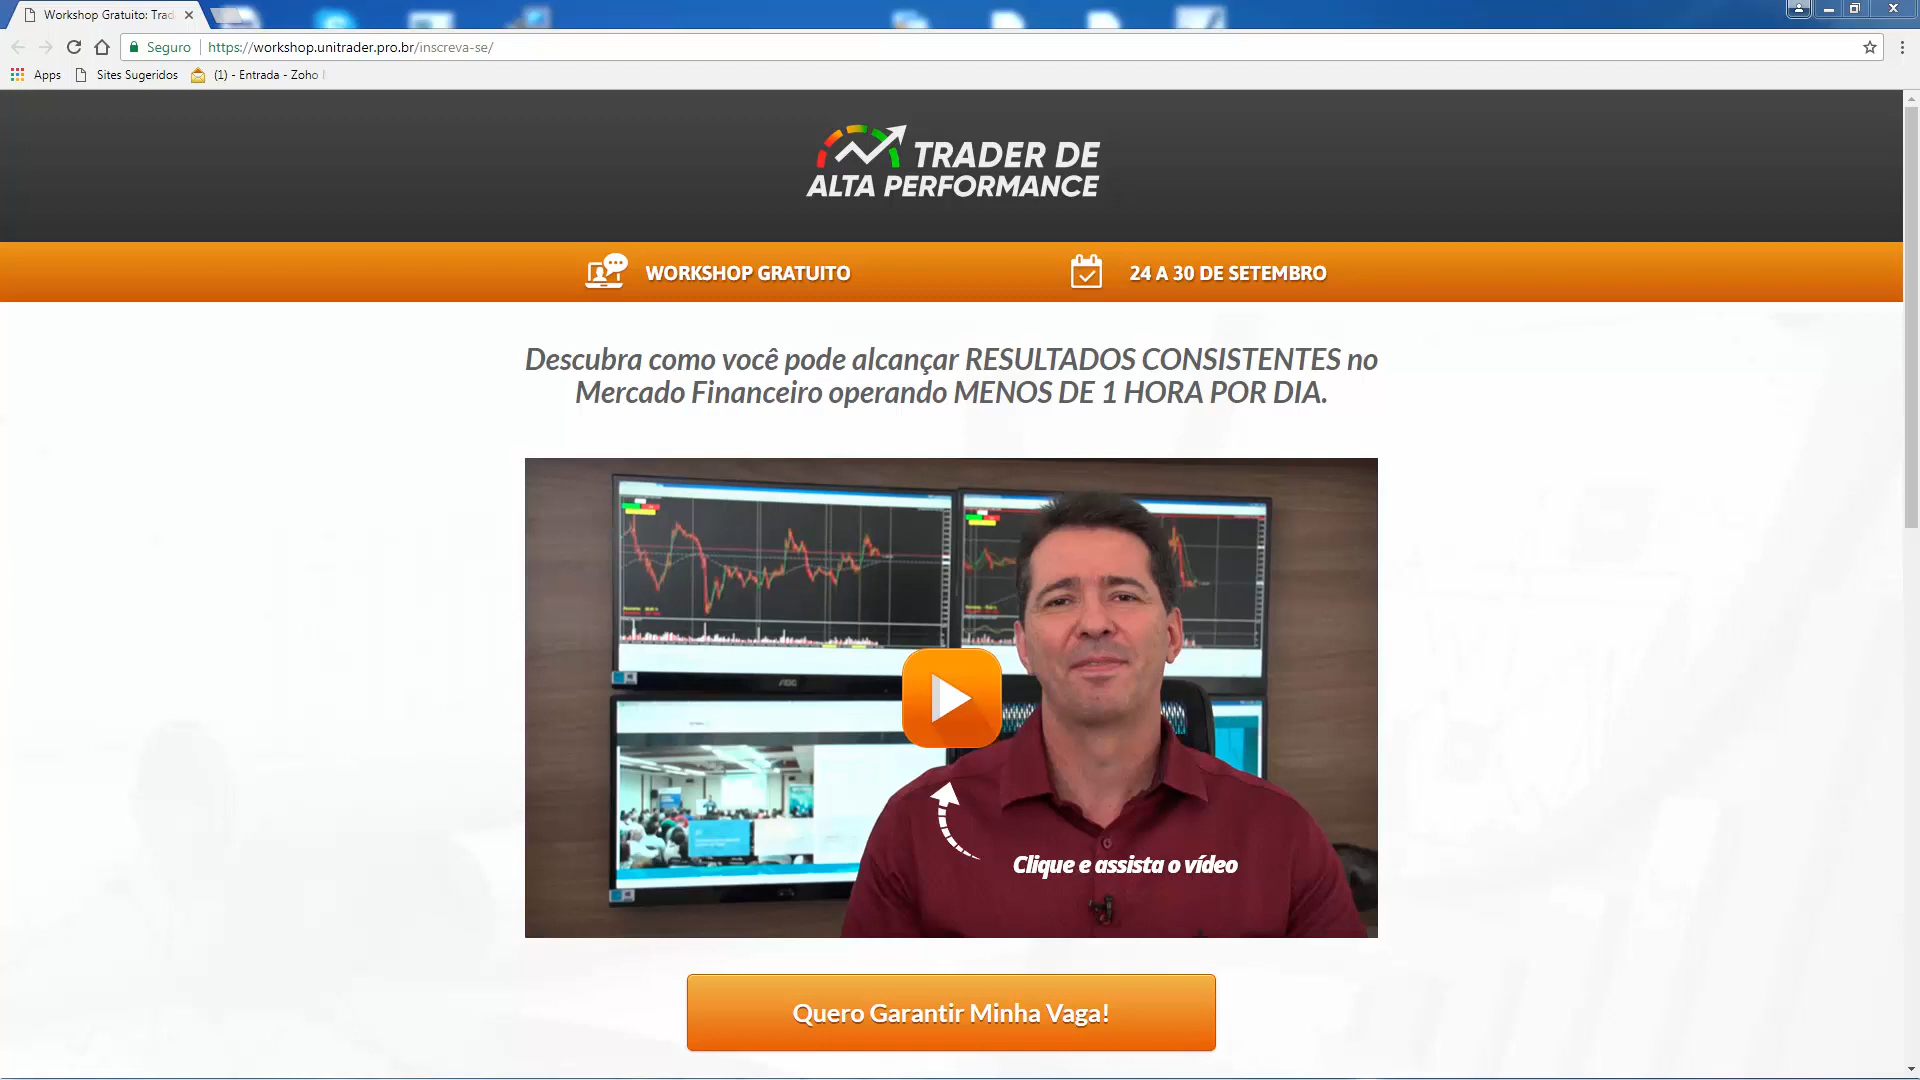 Workshop Gratuito: Trad
Seguro
https://workshop.unitrader.pro.br/inscreva-se/
Apps
Sites Sugeridos
(1) - Entrada - Zoho
TRADER DE
ALTA PERFORMANCE
WORKSHOP GRATUITO
24 A 30 DE SETEMBRO
Descubra como você pode alcançar RESULTADOS CONSISTENTES no
Mercado Financeiro operando MENOS DE 1 HORA POR DIA.
AOC
Clique e assista o vídeo
Quero Garantir Minha Vaga!